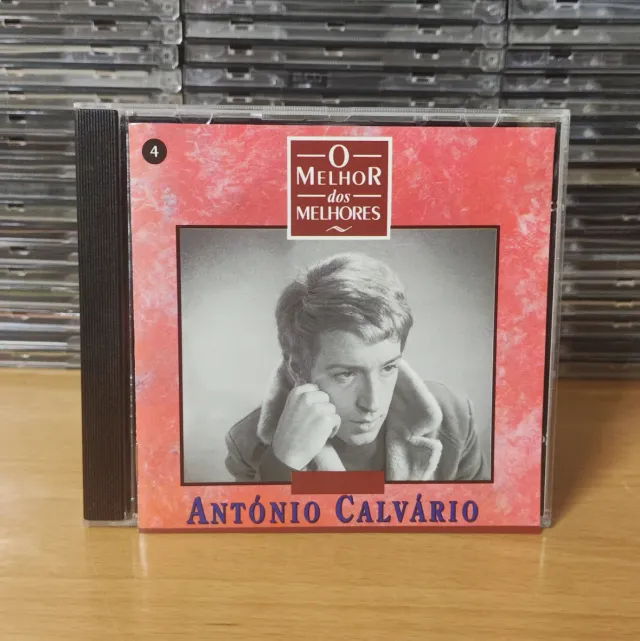 4
O
MELHOR
dos
MELHORES
ANTÓNIO CALVÁRIO